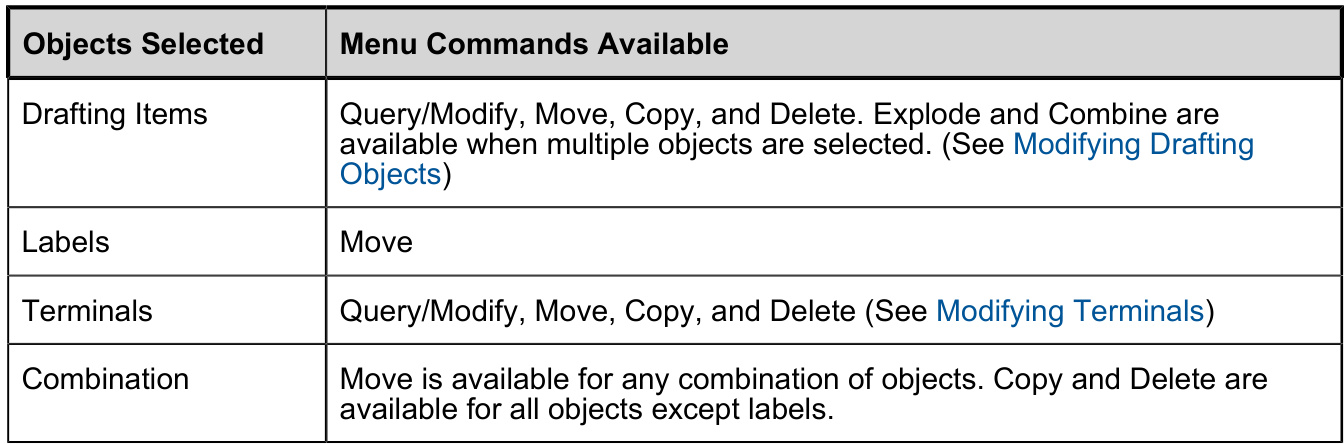 Objects Selected
Menu Commands Available
Drafting Items
Query/Modify, Move, Copy, and Delete. Explode and Combine are
available when multiple objects are selected. (See Modifying Drafting
Objects)
Labels
Move
Terminals
Query/Modify, Move, Copy, and Delete (See Modifying Terminals)
Combination
Move is available for any combination of objects. Copy and Delete are
available for all objects except labels.